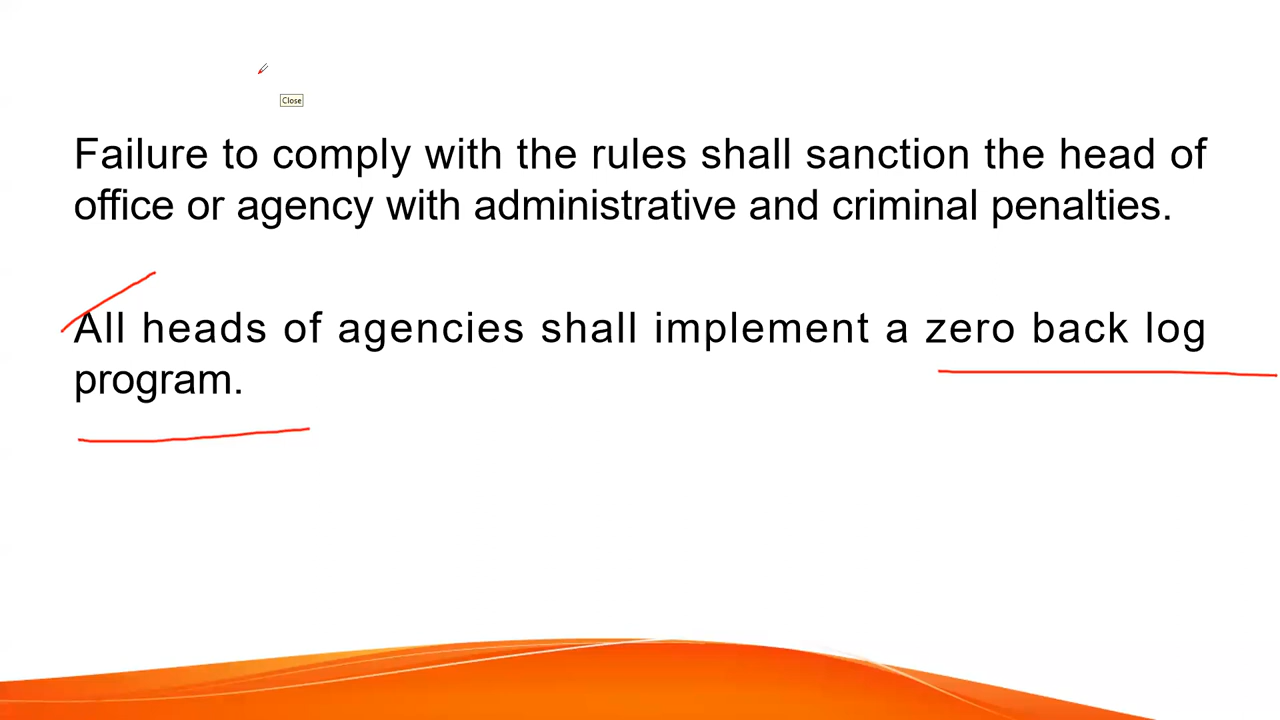 Close
Failure to comply with the rules shall sanction the head of
office or agency with administrative and criminal penalties.
All heads of agencies shall implement a zero back log
program.